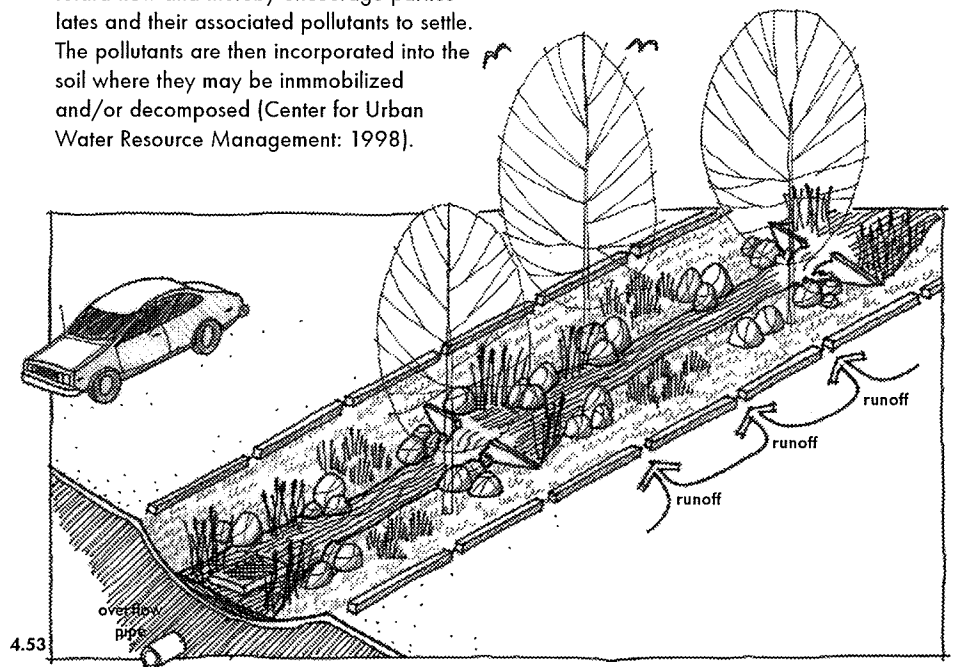 lates and their associated pollutants to settle.
The pollutants are then incorporated into the
soil where they may be inmmobilized
and/or decomposed (Center for Urban
Water Resource Management: 1998).
runoff
runoff
runoff
overflow
pipe
4.53